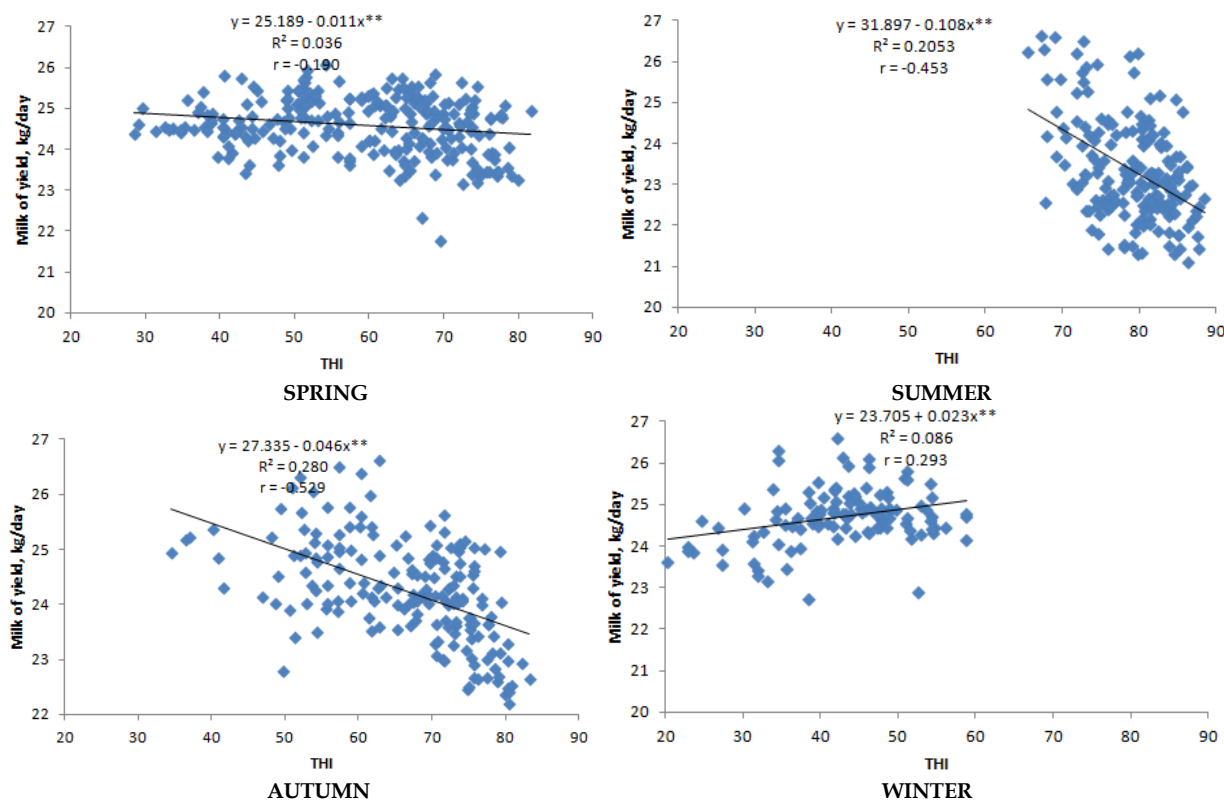 y = 25.189 - 0.011x**
R² = 0.036
r = -0.190
Milk of yield, kg/day
27
26
25
24
23
22
21
20
20 30 40 50 60 70 80 90
THI
SPRING
y = 31.897 - 0.108x**
R² = 0.2053
r = -0.453
Milk of yield, kg/day
27
26
25
24
23
22
21
20
20 30 40 50 60 70 80 90
THI
SUMMER
y = 27.335 - 0.046x**
R² = 0.280
r = -0.529
Milk of yield, kg/day
27
26
25
24
23
22
20 30 40 50 60 70 80 90
THI
AUTUMN
y = 23.705 + 0.023x**
R² = 0.086
r = 0.293
Milk of yield, kg/day
27
26
25
24
23
22
21
20
20 30 40 50 60 70 80 90
THI
WINTER